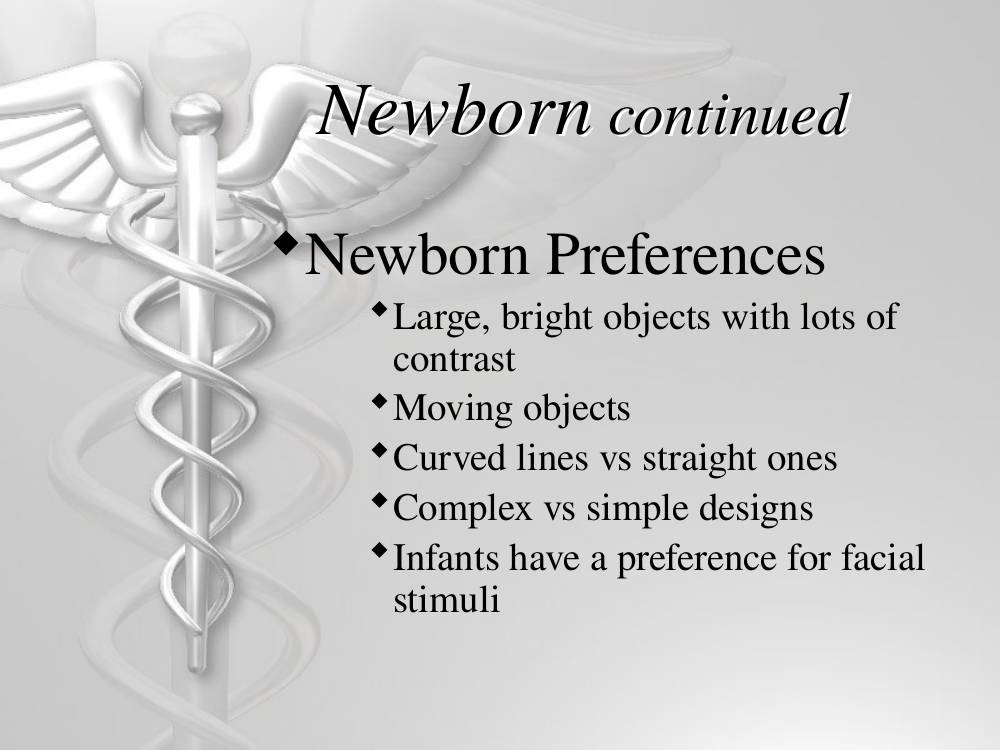 Newborn continued
Newborn Preferences
Large, bright objects with lots of
contrast
Moving objects
Curved lines vs straight ones
Complex vs simple designs
Infants have a preference for facial
stimuli